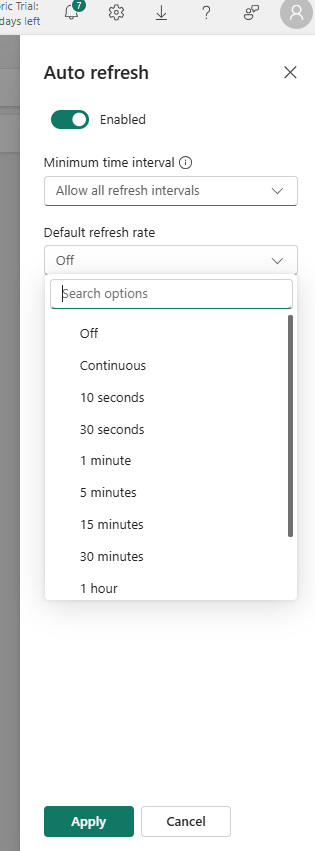 ric Trial:
days left
7
Auto refresh
Enabled
Minimum time interval
Allow all refresh intervals
Default refresh rate
Off
Search options
Off
Continuous
10 seconds
30 seconds
1 minute
5 minutes
15 minutes
30 minutes
1 hour
Apply
Cancel